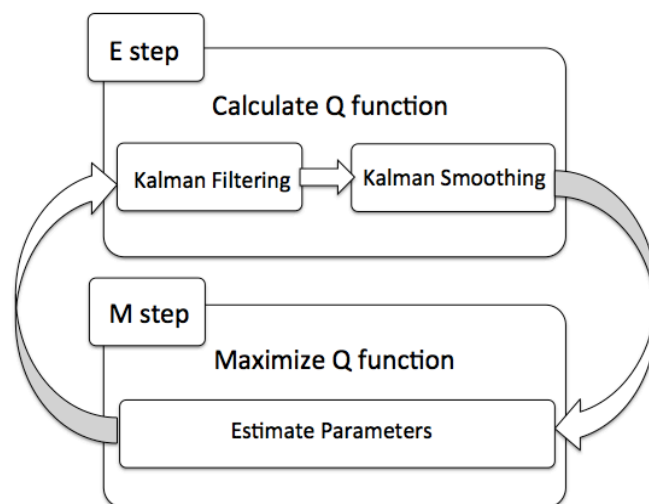 E step
Calculate Q function
Kalman Filtering
Kalman Smoothing
M step
Maximize Q function
Estimate Parameters